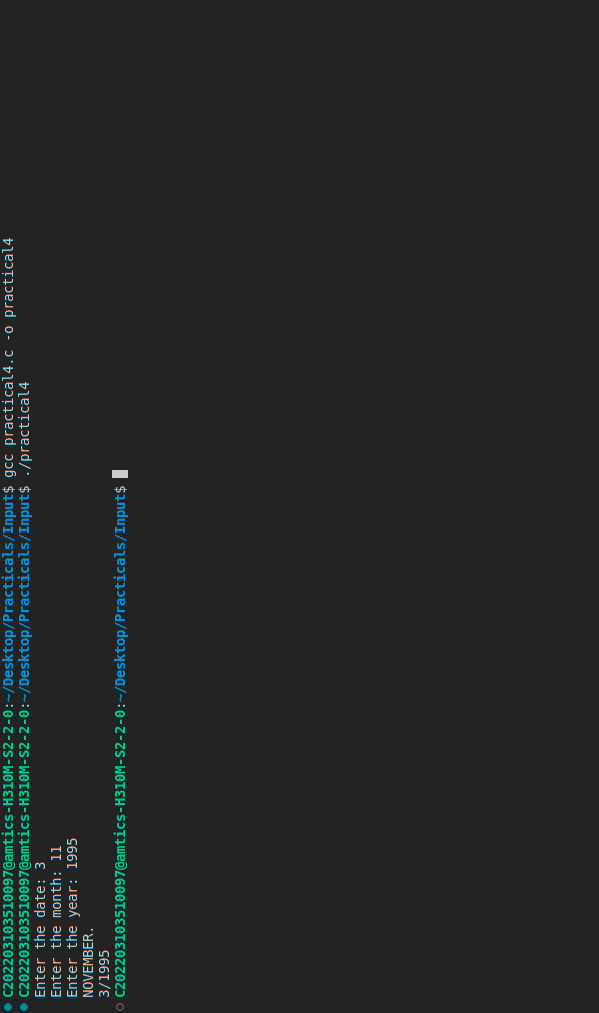 C202203103510097@amtics-H310M-S2-2-0:~/Desktop/Practicals/Input$ gcc practical4.c -o practical4
C202203103510097@amtics-H310M-S2-2-0:~/Desktop/Practicals/Input$ ./practical4
Enter the date: 3
Enter the month: 11
Enter the year: 1995
NOVEMBER.
3/1995
C202203103510097@amtics-H310M-S2-2-0:~/Desktop/Practicals/Input$